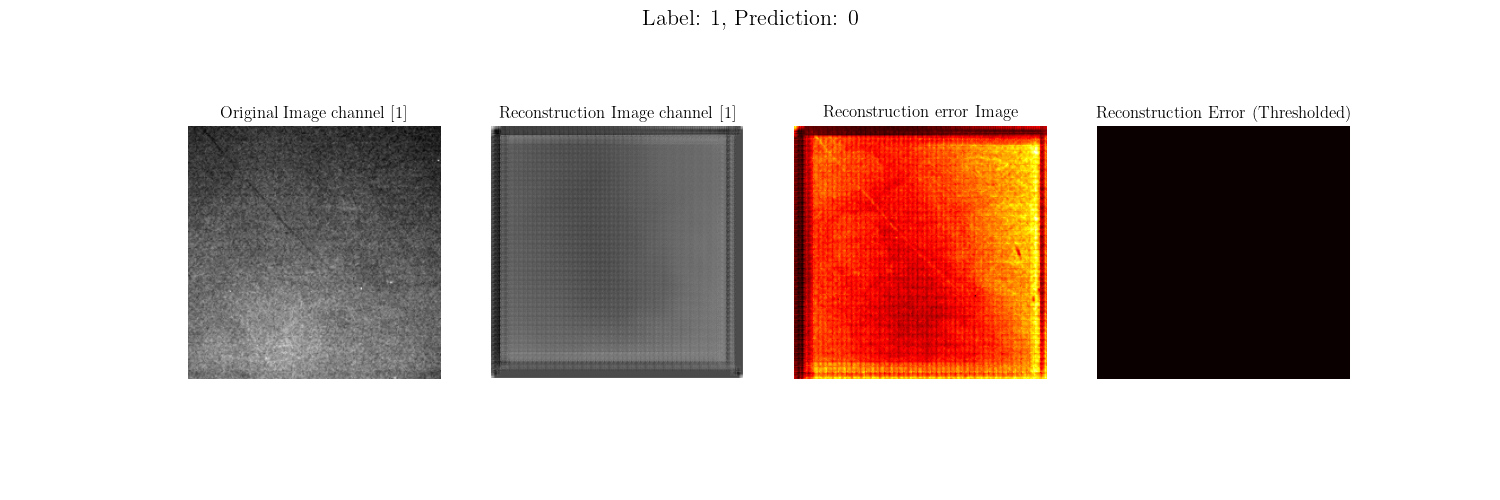 Label: 1, Prediction: 0
Original Image channel [1]
Reconstruction Image channel [1]
Reconstruction error Image
Reconstruction Error (Thresholded)